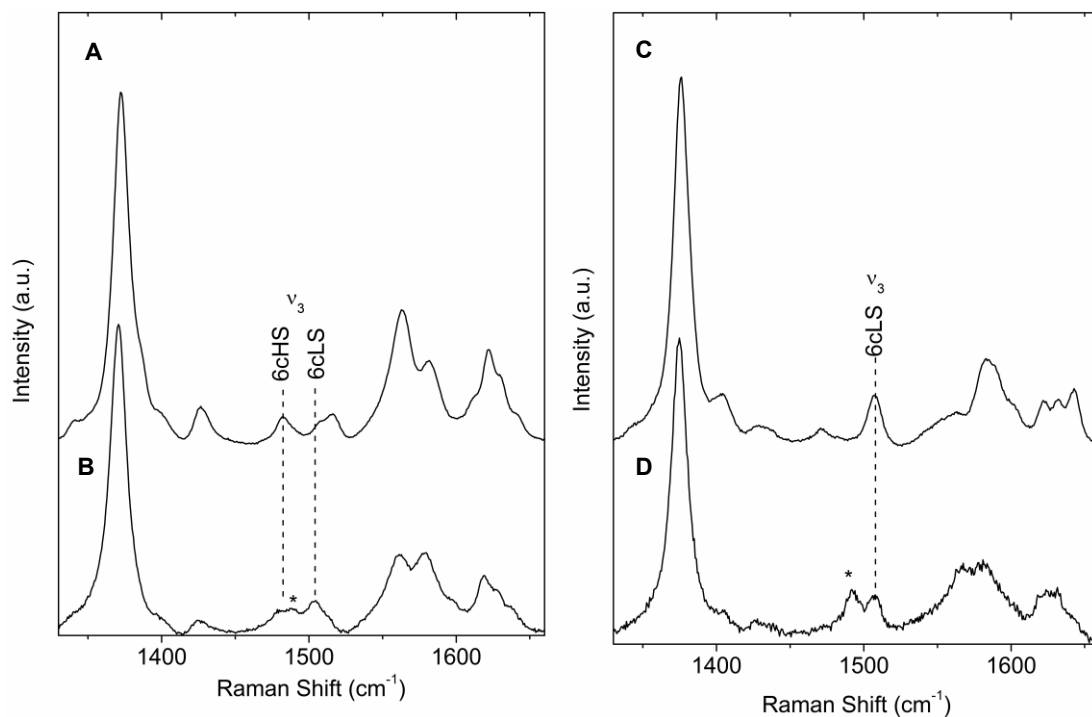 A
C
Intensity (a.u.)
Intensity (a.u.)
ν3
6cHS
6cLS
ν3
6cLS
B
*
D
*
1400
1500
1600
1400
1500
1600
Raman Shift (cm-1)
Raman Shift (cm-1)